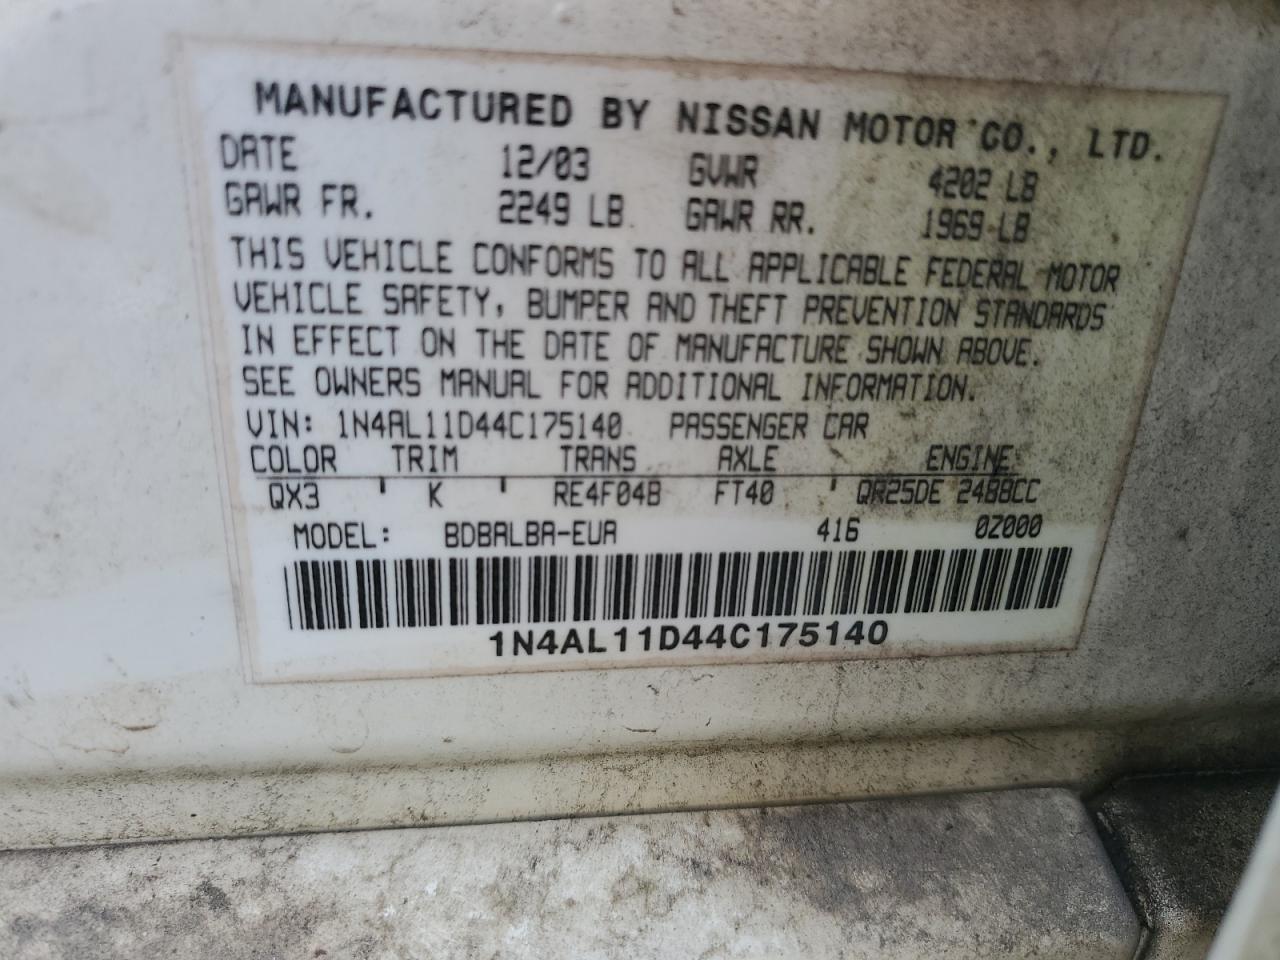 MANUFACTURED BY NISSAN MOTOR CO., LTD.
DATE 12/03 GVWR 4202 LB
GAWR FR. 2249 LB GAWR RR. 1969 LB
THIS VEHICLE CONFORMS TO ALL APPLICABLE FEDERAL MOTOR
VEHICLE SAFETY, BUMPER AND THEFT PREVENTION STANDARDS
IN EFFECT ON THE DATE OF MANUFACTURE SHOWN ABOVE.
SEE OWNERS MANUAL FOR ADDITIONAL INFORMATION.
VIN: 1N4AL11D44C175140 PASSENGER CAR
COLOR TRIM TRANS AXLE ENGINE
QX3 K RE4F04B FT40 QR25DE 2488CC
MODEL: BDBALBA-EUA 416 0Z000
1N4AL11D44C175140